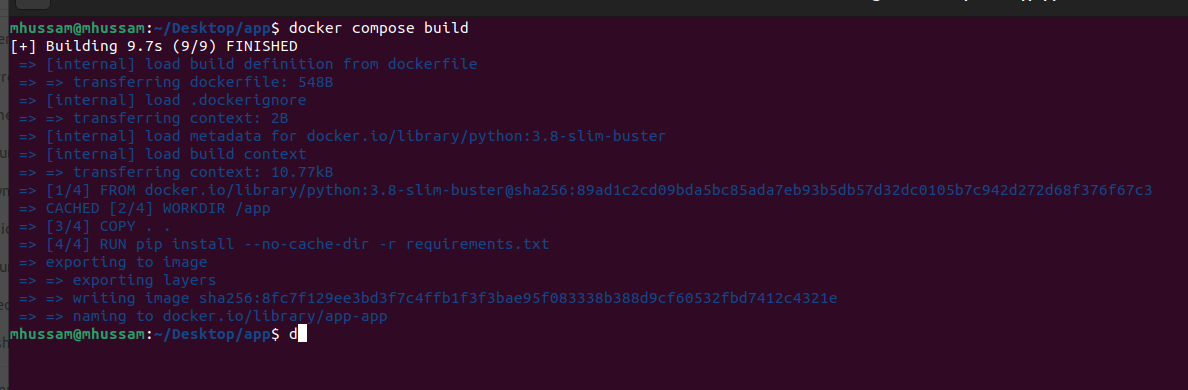 mhussam@mhussam:~/Desktop/app$ docker compose build
[+] Building 9.7s (9/9) FINISHED
=> [internal] load build definition from dockerfile
=> => transferring dockerfile: 548B
=> [internal] load .dockerignore
=> => transferring context: 2B
=> [internal] load metadata for docker.io/library/python:3.8-slim-buster
=> [internal] load build context
=> => transferring context: 10.77kB
=> [1/4] FROM docker.io/library/python:3.8-slim-buster@sha256:89ad1c2cd09bda5bc85ada7eb93b5db57d32dc0105b7c942d272d68f376f67c3
=> CACHED [2/4] WORKDIR /app
=> [3/4] COPY . .
=> [4/4] RUN pip install --no-cache-dir -r requirements.txt
=> exporting to image
=> => exporting layers
=> => writing image sha256:8fc7f129ee3bd3f7c4ffb1f3f3bae95f083338b388d9cf60532fbd7412c4321e
=> => naming to docker.io/library/app-app
mhussam@mhussam:~/Desktop/app$ d